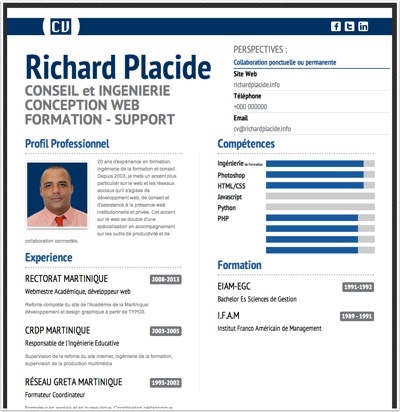 CV
Richard Placide
CONSEIL et INGENIERIE
CONCEPTION WEB
FORMATION - SUPPORT
PERSPECTIVES :
Collaboration ponctuelle ou permanente
Site Web
richardplacide.info
Téléphone
+000 000000
Email
cv@richardplacide.info
Profil Professionnel
20 ans d'expérience en formation,
ingénierie de la formation et conseil.
Depuis 2003, je mets un accent plus
particulier sur le web et les réseaux
sociaux qu'il s'agisse de
développement web, de conseil et
d'assistance à la présence web
institutionnelle et privée. Cet accent
sur le web se double d'une
spécialisation en accompagnement
sur les outils de productivité et de
collaboration connectés.
Compétences
Ingénierie de Formation
Photoshop
HTML/CSS
Javascript
Python
PHP
Experience
RECTORAT MARTINIQUE
2008-2013
Webmestre Académique, développeur web
Refonte complète du site de l'Académie de la Martinique:
développement et design graphique à partir de TYPO3.
CRDP MARTINIQUE
2003-2005
Responsable de l'Ingénierie Educative
Supervision de la refonte du site internet, ingénierie de la formation,
supervision de la production multimédia
RÉSEAU GRETA MARTINIQUE
1993-2002
Formateur Coordinateur
Formateur en anglais et en bureautique, Coordonnateur
Formation
EIAM-EGC
1991-1992
Bachelor Es Sciences de Gestion
I.F.A.M
1989 - 1991
Institut Franco Américain de Management